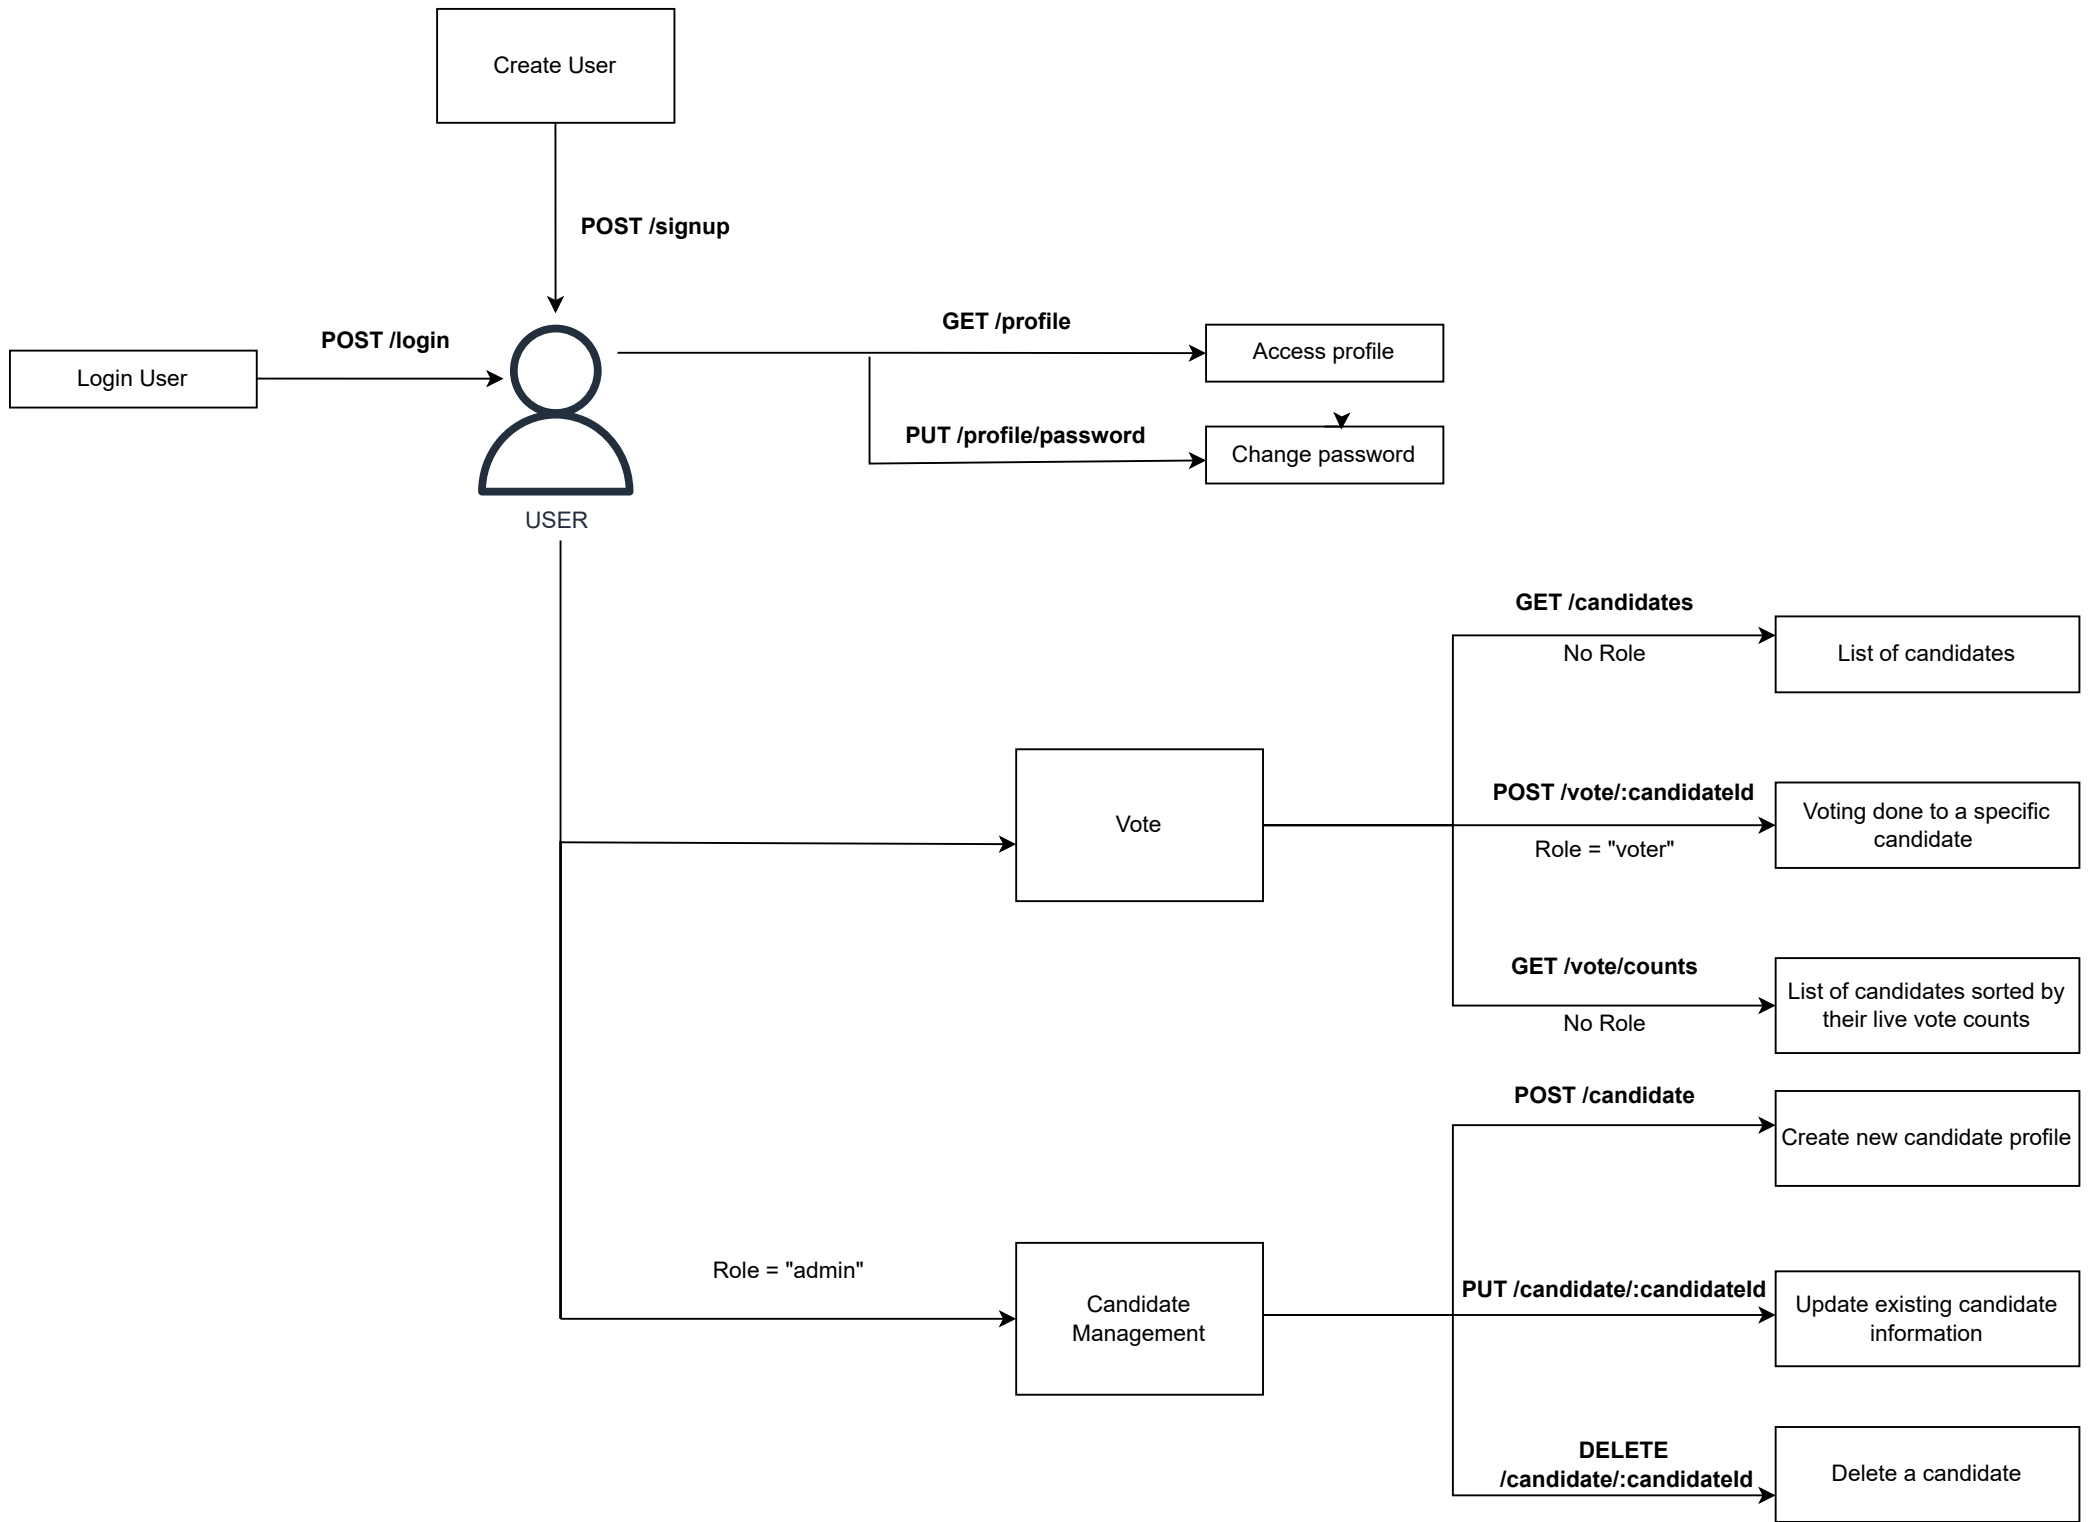 Create User
POST /signup
POST /login
Login User
USER
GET /profile
Access profile
PUT /profile/password
Change password
GET /candidates
No Role
List of candidates
Vote
POST /vote/:candidateId
Role = "voter"
Voting done to a specific
candidate
GET /vote/counts
No Role
List of candidates sorted by
their live vote counts
Role = "admin"
Candidate
Management
POST /candidate
Create new candidate profile
PUT /candidate/:candidateId
Update existing candidate
information
DELETE
/candidate/:candidateId
Delete a candidate